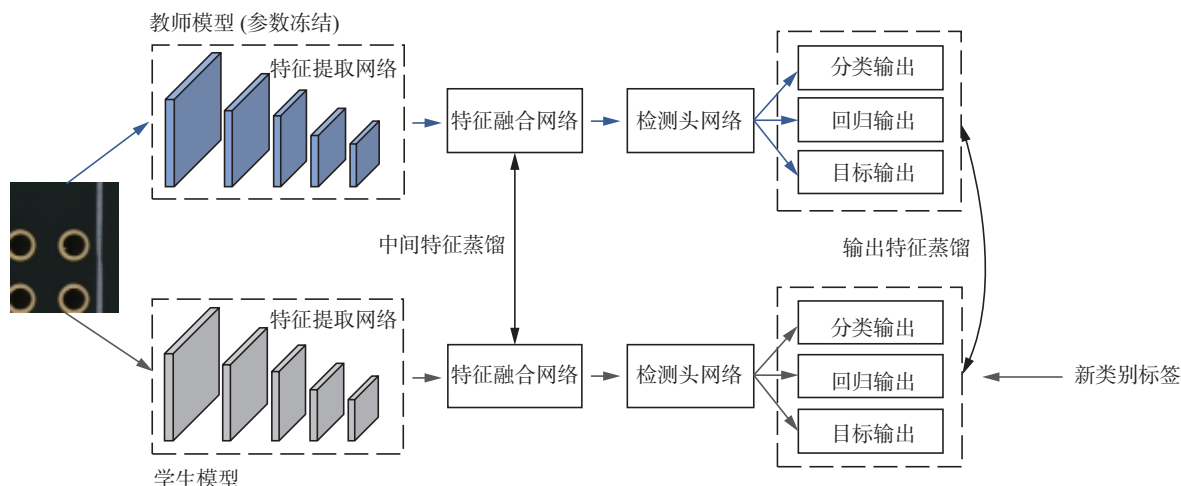 教师模型 (参数冻结)
特征提取网络
特征融合网络
检测头网络
分类输出
回归输出
目标输出
中间特征蒸馏
输出特征蒸馏
特征提取网络
特征融合网络
检测头网络
分类输出
回归输出
目标输出
新类别标签
学生模型